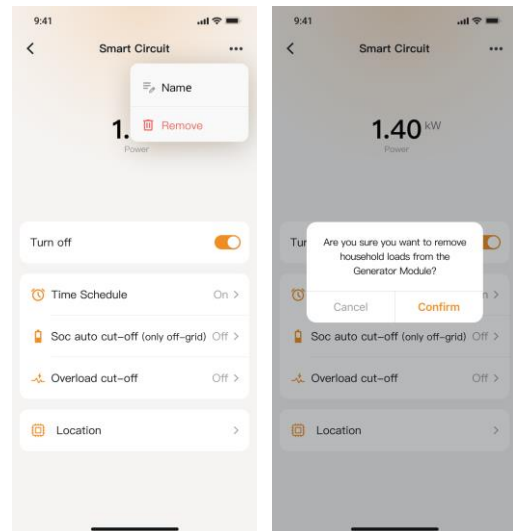 9:41
Smart Circuit
Name
Remove
1.
Power
Turn off
Time Schedule On
Soc auto cut-off (only off-grid) Off
Overload cut-off Off
Location
9:41
Smart Circuit
1.40 kW
Power
Tur
Are you sure you want to remove
household loads from the
Generator Module?
Cancel Confirm
n
Soc auto cut-off (only off-grid) Off
Overload cut-off Off
Location